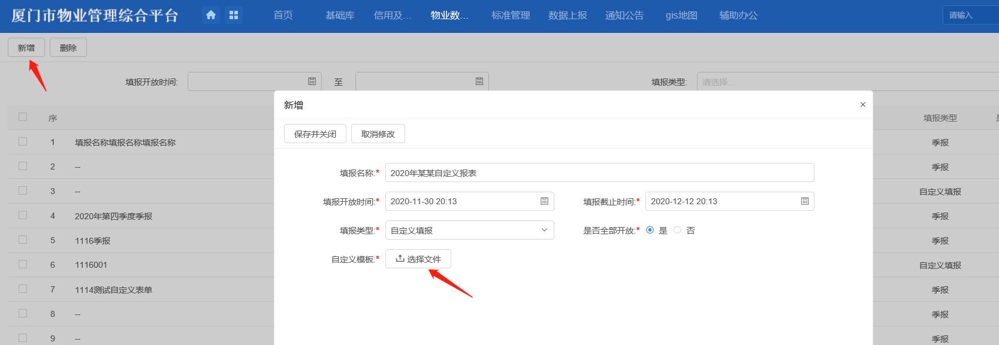 厦门市物业管理综合平台
首页 基础库 信用及... 物业数... 标准管理 数据上报 通知公告 gis地图 辅助办公 请输入
新增 删除
填报开放时间: 至 填报类型: 请选择...
序 填报类型
1 填报名称填报名称填报名称 季报
2 -- 季报
3 -- 自定义填报
4 2020年第四季度季报 季报
5 1116季报 季报
6 1116001 自定义填报
7 1114测试自定义表单 季报
8 -- 季报
9 -- 季报
新增 ×
保存并关闭 取消修改
填报名称:* 2020年某某自定义报表
填报开放时间:* 2020-11-30 20:13 填报截止时间:* 2020-12-12 20:13
填报类型:* 自定义填报 是否全部开放:* 是 否
自定义模板:* 选择文件